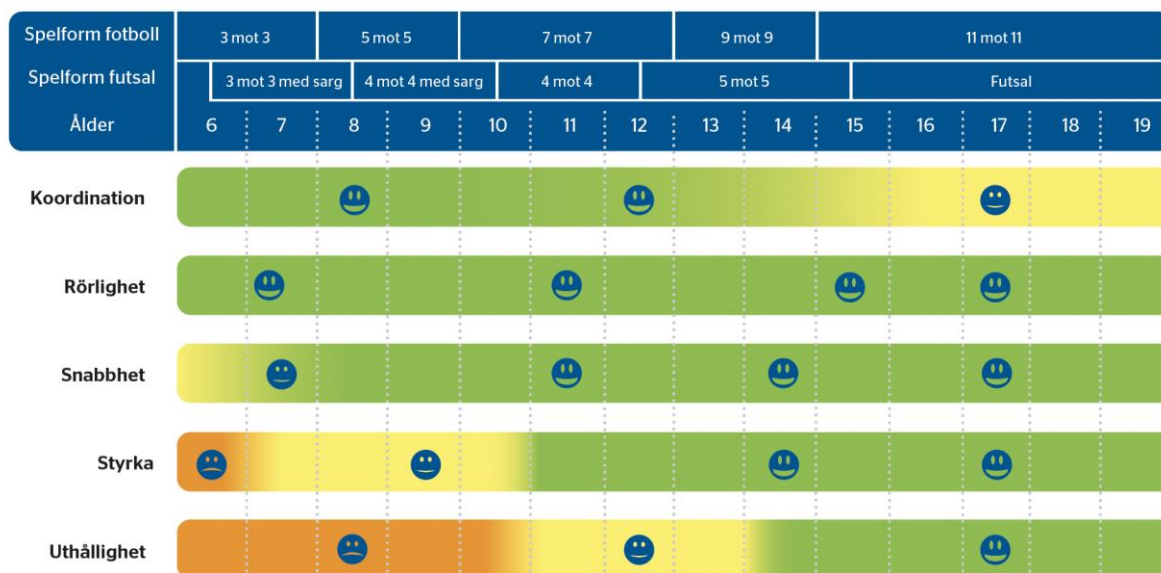 Spelform fotboll 3 mot 3 5 mot 5 7 mot 7 9 mot 9 11 mot 11
Spelform futsal 3 mot 3 med sarg 4 mot 4 med sarg 4 mot 4 5 mot 5 Futsal
Ålder 6 7 8 9 10 11 12 13 14 15 16 17 18 19
Koordination
Rörlighet
Snabbhet
Styrka
Uthållighet